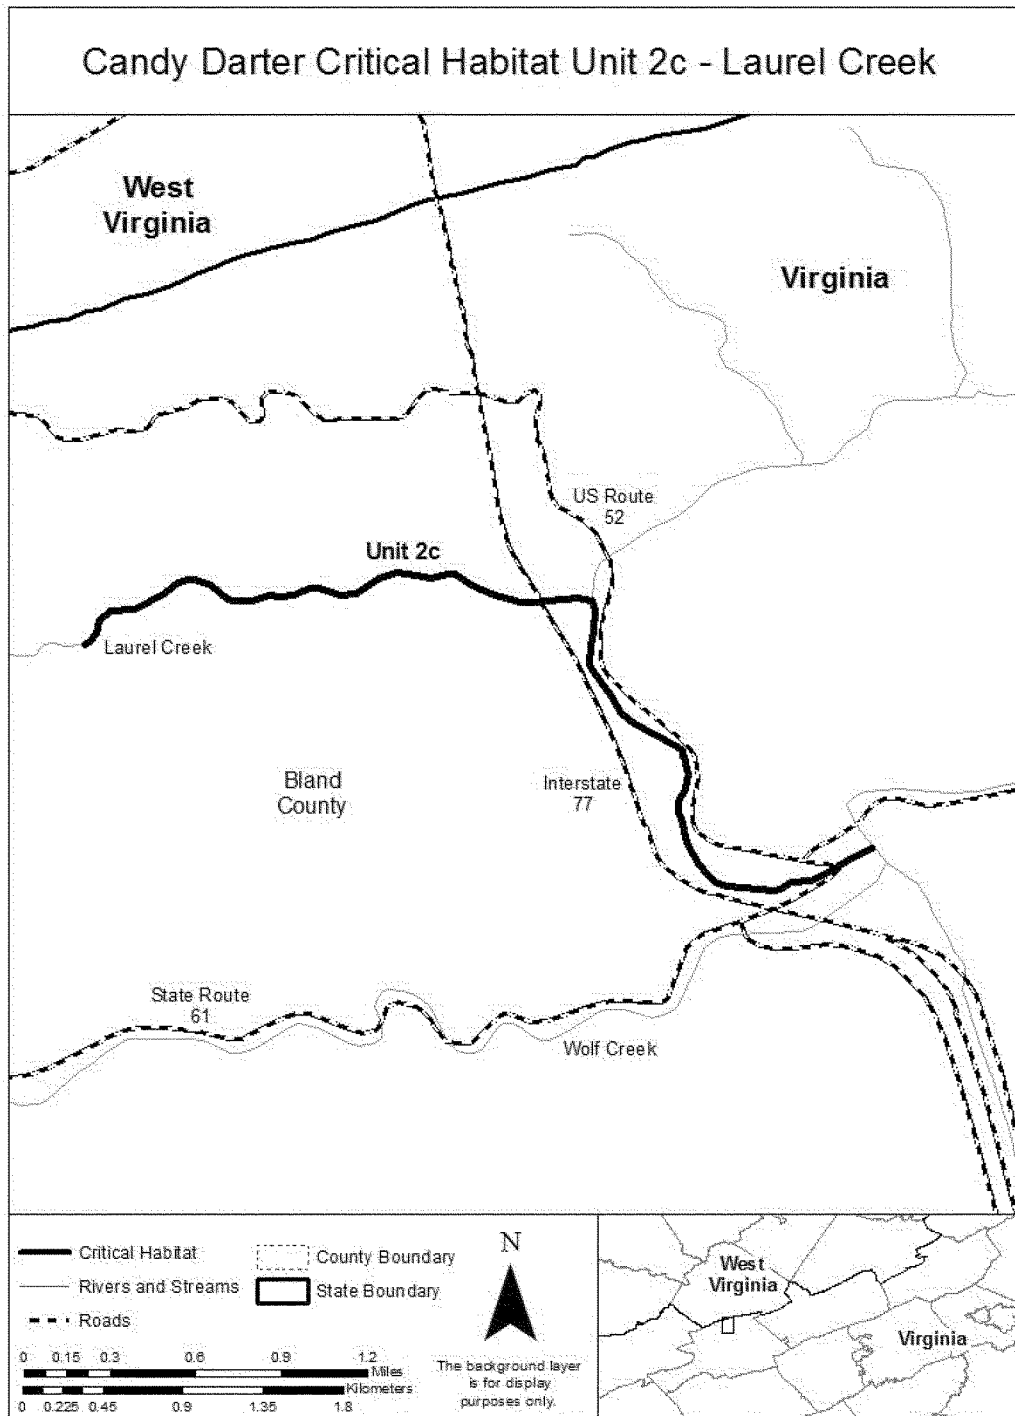 Candy Darter Critical Habitat Unit 2c - Laurel Creek
West
Virginia
Virginia
US Route
52
Unit 2c
Laurel Creek
Bland
County
Interstate
77
State Route
61
Wolf Creek
Critical Habitat
Rivers and Streams
Roads
County Boundary
State Boundary
0 0.15 0.3 0.6 0.9 1.2
Miles
Kilometers
0 0.225 0.45 0.9 1.35 1.8
N
The background layer
is for display
purposes only.
West
Virginia
Virginia